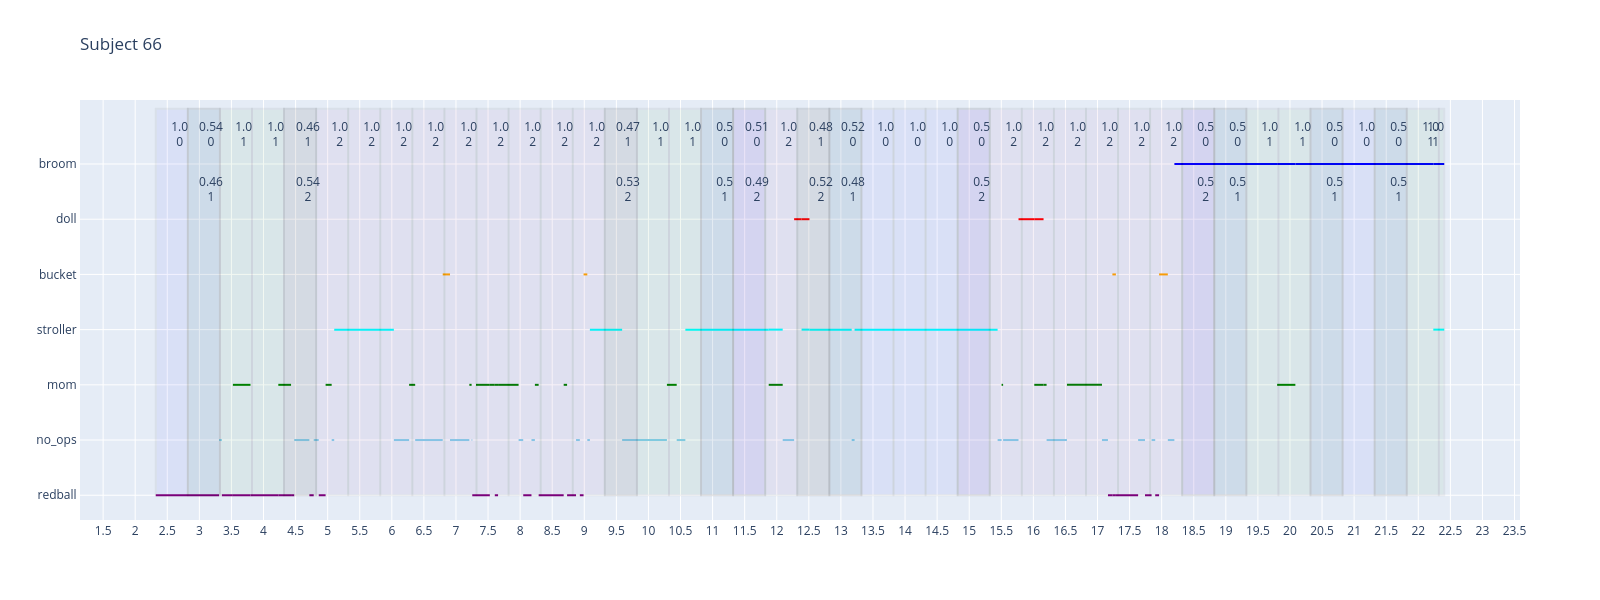 Subject 66
1.0 0.54 1.0 1.0 0.46 1.0 1.0 1.0 1.0 1.0 1.0 1.0 1.0 1.0 0.47 1.0 1.0 0.5 0.51 1.0 0.48 0.52 1.0 1.0 1.0 0.5 1.0 1.0 1.0 1.0 1.0 1.0 0.5 0.5 1.0 1.0 0.5 1.0 0.5
0 0 1 1 1 2 2 2 2 2 2 2 2 2 1 1 1 0 0 2 1 0 0 0 0 0 2 2 2 2 2 2 0 0 1 1 0 0 0 1 1
broom
0.46 0.54 0.53 0.5 0.49 0.52 0.48 0.5 0.5 0.5 0.5 0.5
1 2 2 1 2 2 1 2 2 1 1 1
doll
bucket
stroller
mom
no_ops
redball
1.5 2 2.5 3 3.5 4 4.5 5 5.5 6 6.5 7 7.5 8 8.5 9 9.5 10 10.5 11 11.5 12 12.5 13 13.5 14 14.5 15 15.5 16 16.5 17 17.5 18 18.5 19 19.5 20 20.5 21 21.5 22 22.5 23 23.5